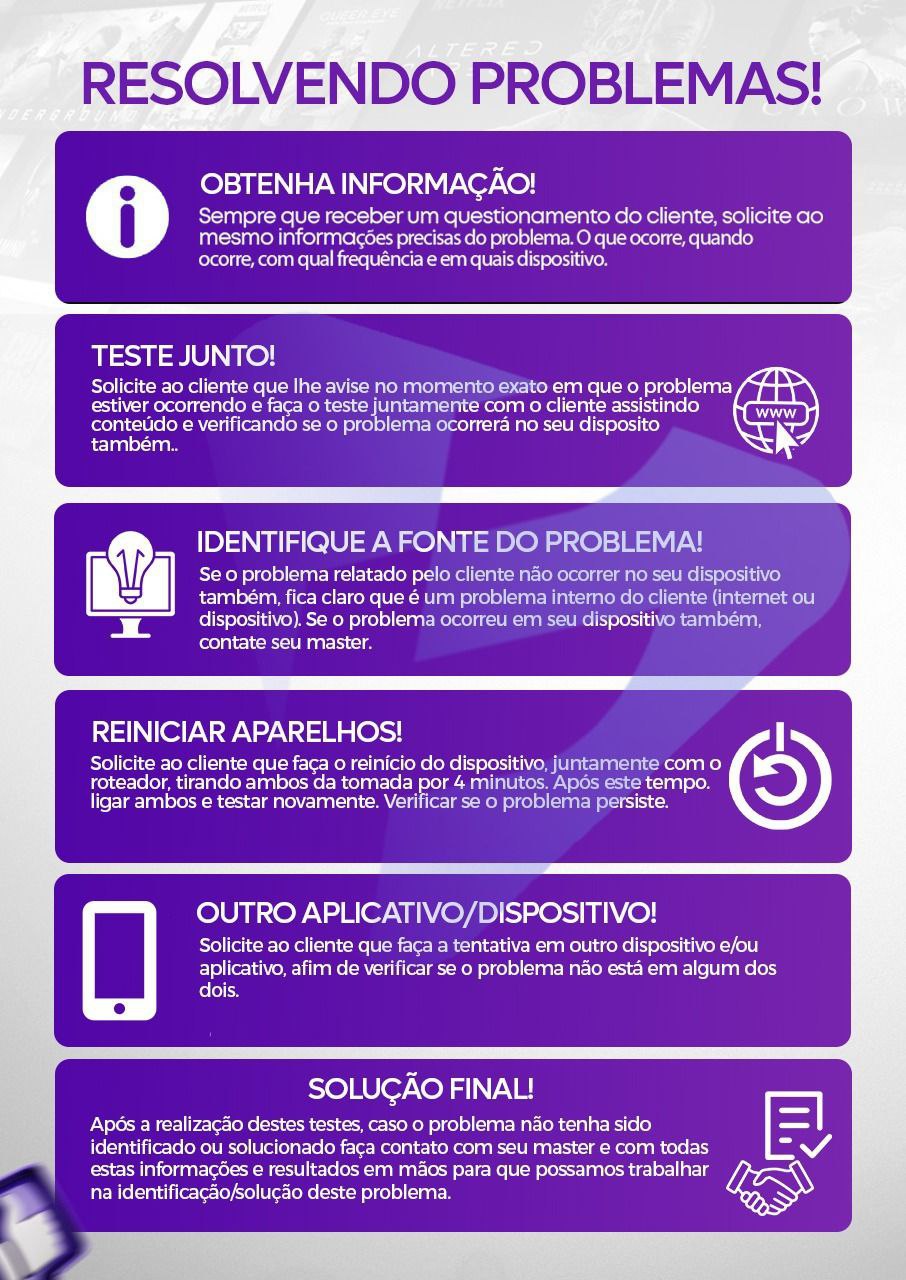 NETFLIX
QUEER EYE
NETFLIX
ALTERED
RESOLVENDO PROBLEMAS!
OBTENHA INFORMAÇÃO!
Sempre que receber um questionamento do cliente, solicite ao
mesmo informações precisas do problema. O que ocorre, quando
ocorre, com qual frequência e em quais dispositivo.
TESTE JUNTO!
Solicite ao cliente que lhe avise no momento exato em que o problema
estiver ocorrendo e faça o teste juntamente com o cliente assistindo
conteúdo e verificando se o problema ocorrerá no seu disposito
também..
WWW
IDENTIFIQUE A FONTE DO PROBLEMA!
Se o problema relatado pelo cliente não ocorrer no seu dispositivo
também, fica claro que é um problema interno do cliente (internet ou
dispositivo). Se o problema ocorreu em seu dispositivo também,
contate seu master.
REINICIAR APARELHOS!
Solicite ao cliente que faça o reinício do dispositivo, juntamente com o
roteador, tirando ambos da tomada por 4 minutos. Após este tempo.
ligar ambos e testar novamente. Verificar se o problema persiste.
OUTRO APLICATIVO/DISPOSITIVO!
Solicite ao cliente que faça a tentativa em outro dispositivo e/ou
aplicativo, afim de verificar se o problema não está em algum dos
dois.
SOLUÇÃO FINAL!
Após a realização destes testes, caso o problema não tenha sido
identificado ou solucionado faça contato com seu master e com todas
estas informações e resultados em mãos para que possamos trabalhar
na identificação/solução deste problema.